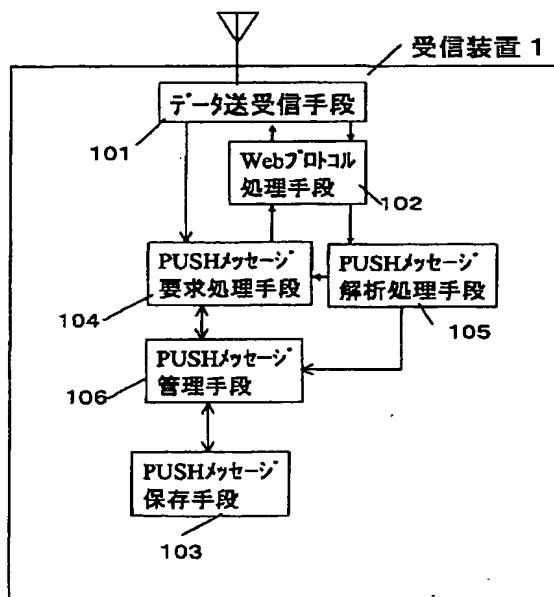 受信装置1
データ送受信手段
101
Webプロトコル
処理手段
102
PUSHメッセージ
要求処理手段
104
PUSHメッセージ
解析処理手段
105
PUSHメッセージ
管理手段
106
PUSHメッセージ
保存手段
103